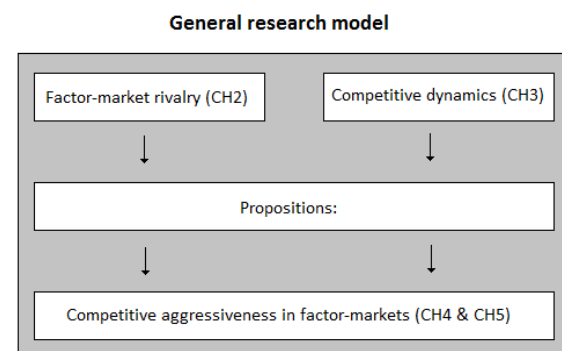 General research model
Factor-market rivalry (CH2)
Competitive dynamics (CH3)
Propositions:
Competitive aggressiveness in factor-markets (CH4 & CH5)